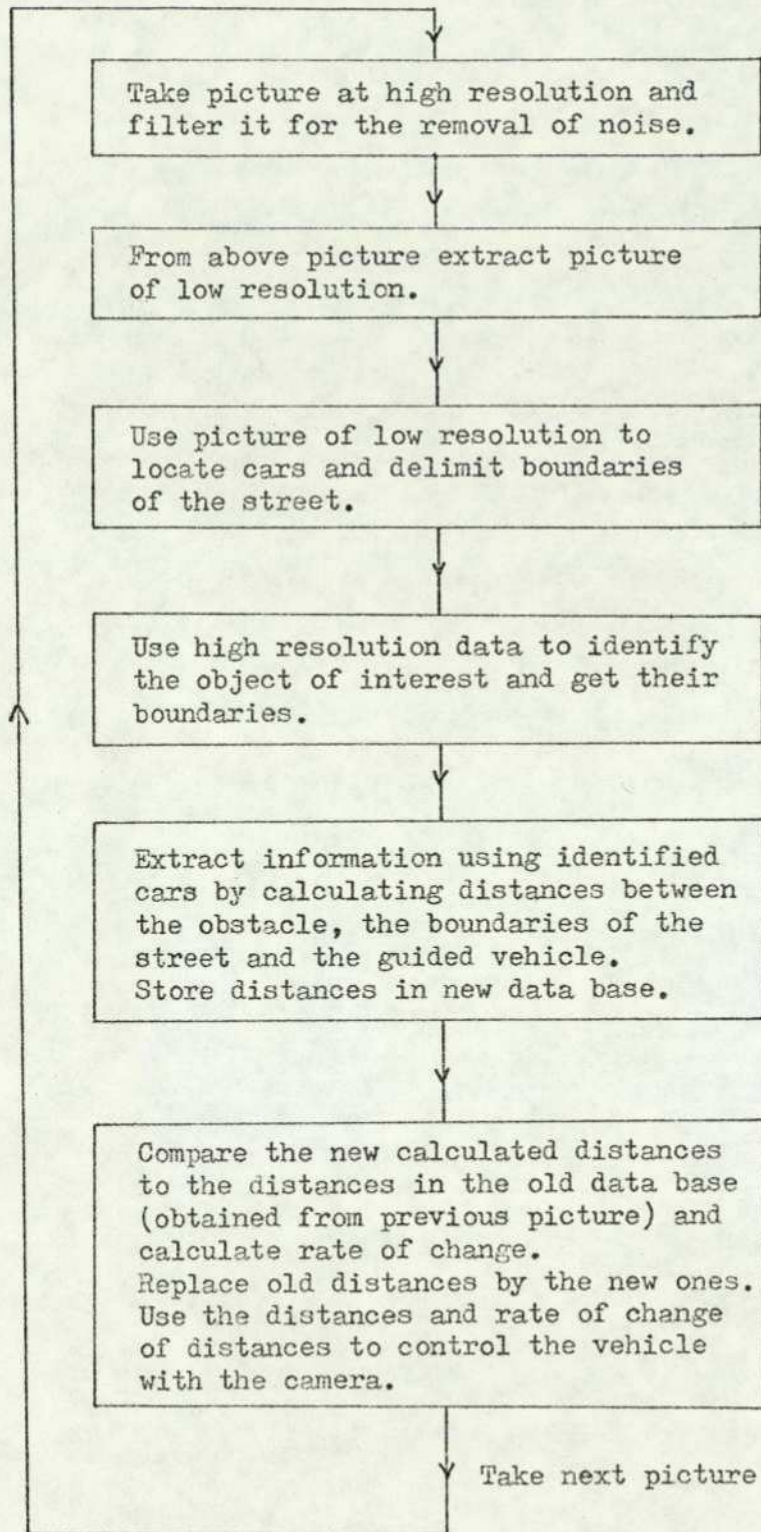 Take picture at high resolution and
filter it for the removal of noise.
From above picture extract picture
of low resolution.
Use picture of low resolution to
locate cars and delimit boundaries
of the street.
Use high resolution data to identify
the object of interest and get their
boundaries.
Extract information using identified
cars by calculating distances between
the obstacle, the boundaries of the
street and the guided vehicle.
Store distances in new data base.
Compare the new calculated distances
to the distances in the old data base
(obtained from previous picture) and
calculate rate of change.
Replace old distances by the new ones.
Use the distances and rate of change
of distances to control the vehicle
with the camera.
Take next picture